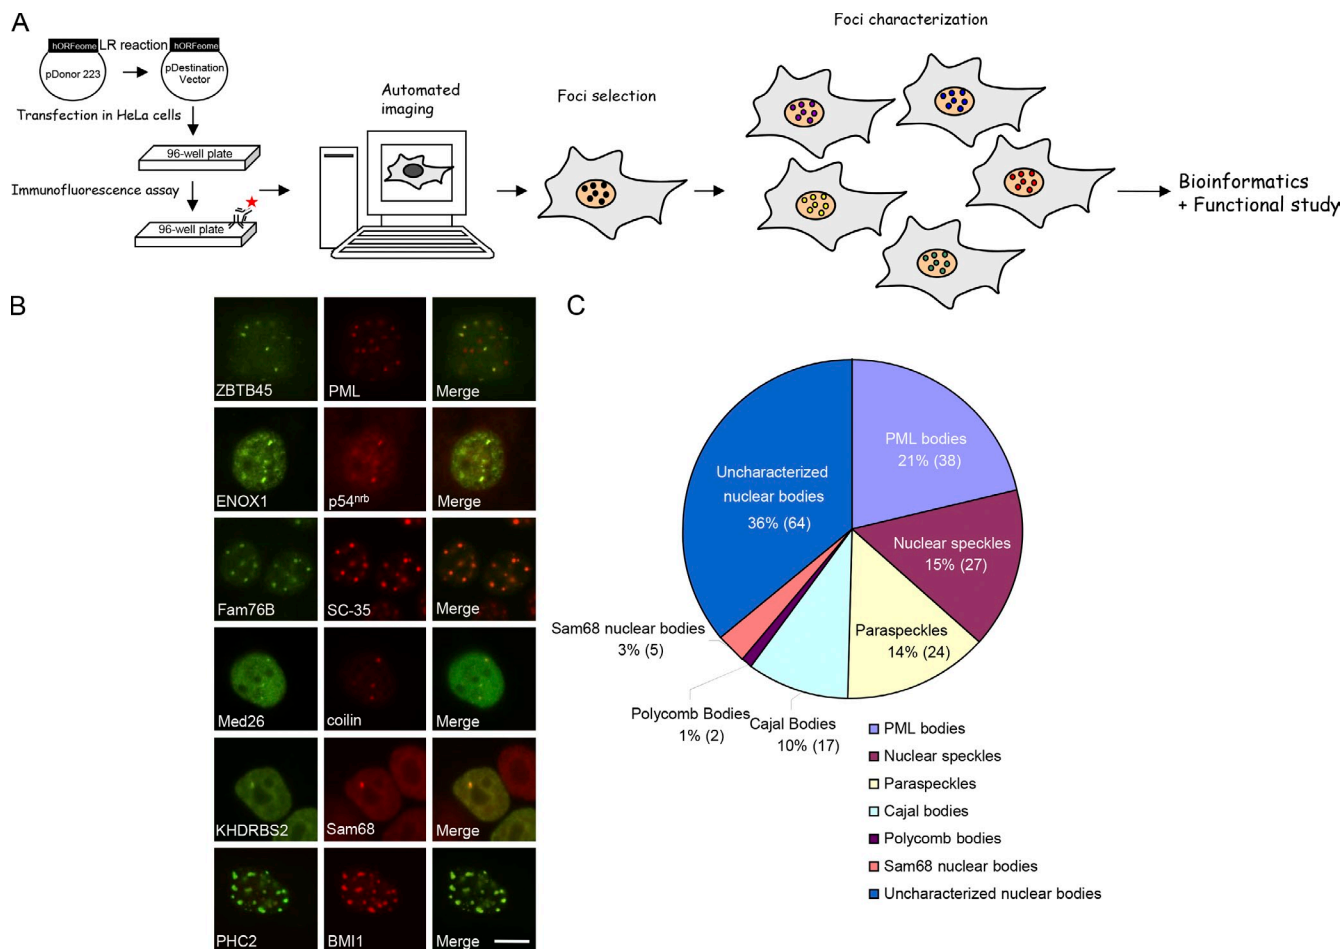 A
hORFeome
LR reaction
hORFeome
pDonor 223
pDestination
Vector
Transfection in HeLa cells
96-well plate
Immunofluorescence assay
96-well plate
Automated
imaging
Foci selection
Foci characterization
Bioinformatics
+ Functional study
B
ZBTB45
PML
Merge
ENOX1
p54nrb
Merge
Fam76B
SC-35
Merge
Med26
coilin
Merge
KHDRBS2
Sam68
Merge
PHC2
BMI1
Merge
C
PML bodies
21% (38)
Uncharacterized
nuclear bodies
36% (64)
Nuclear speckles
15% (27)
Paraspeckles
14% (24)
Sam68 nuclear bodies
3% (5)
Polycomb Bodies
1% (2)
Cajal Bodies
10% (17)
PML bodies
Nuclear speckles
Paraspeckles
Cajal bodies
Polycomb bodies
Sam68 nuclear bodies
Uncharacterized nuclear bodies